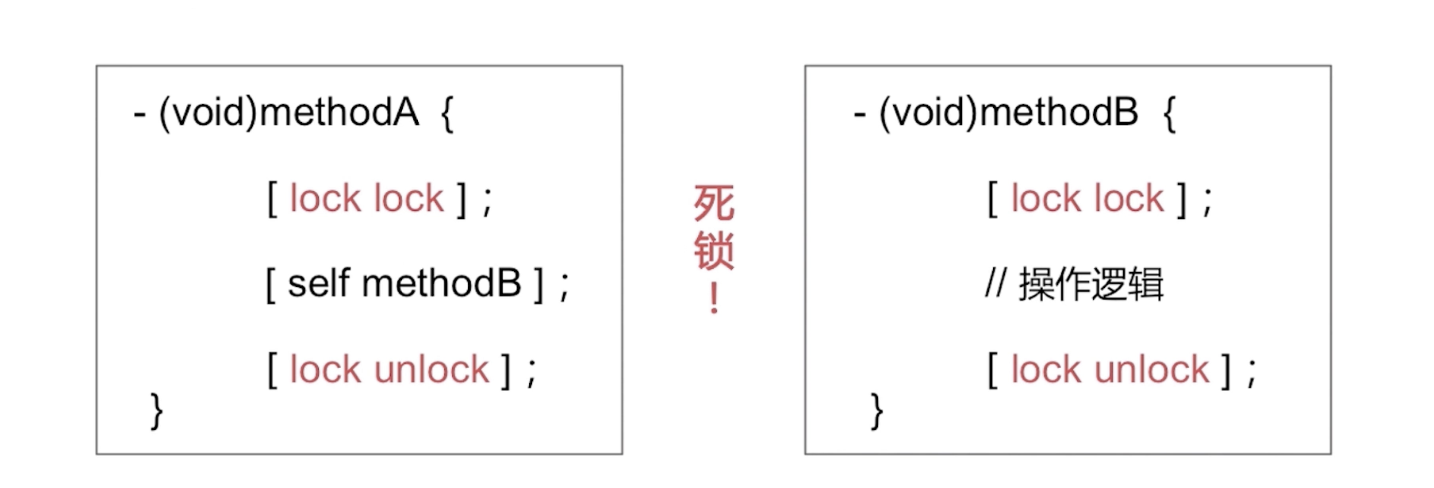 - (void)methodA {
[ lock lock ] ;
[ self methodB ] ;
[ lock unlock ] ;
}
死
锁
！
- (void)methodB {
[ lock lock ] ;
// 操作逻辑
[ lock unlock ] ;
}